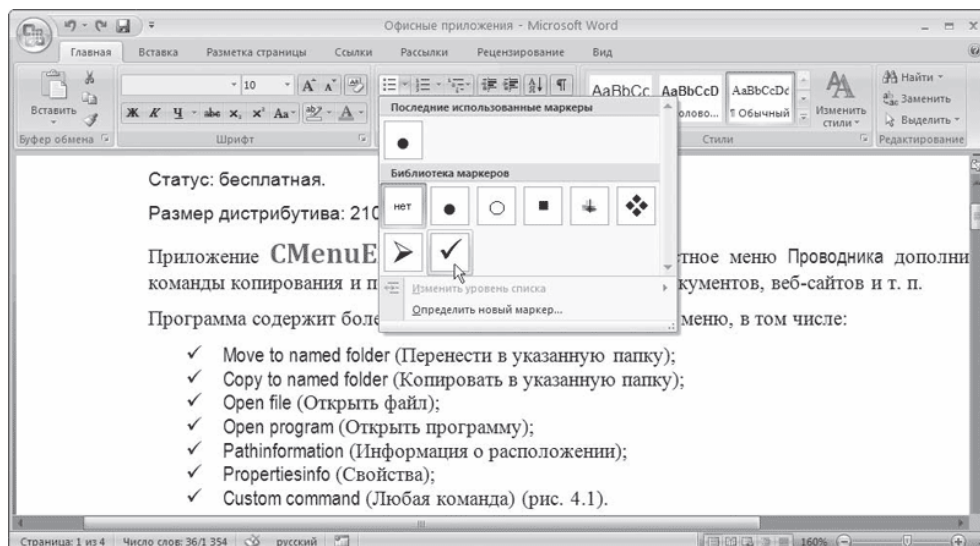 Офисные приложения - Microsoft Word
Главная Вставка Разметка страницы Ссылки Рассылки Рецензирование Вид
Вставить
10
Ж К Ч abc x₂ x² Aa
AaBbCc AaBbCcD AaBbCcDc
¶ Обычный
Изменить стили
Найти
Заменить
Выделить
Буфер обмена Шрифт Стили Редактирование
Последние использованные маркеры
Библиотека маркеров
нет
Изменить уровень списка
Определить новый маркер...
Статус: бесплатная.
Размер дистрибутива: 210
Приложение CMenuE тное меню Проводника дополни
команды копирования и п кументов, веб-сайтов и т. п.
Программа содержит боле меню, в том числе:
✓ Move to named folder (Перенести в указанную папку);
✓ Copy to named folder (Копировать в указанную папку);
✓ Open file (Открыть файл);
✓ Open program (Открыть программу);
✓ Pathinformation (Информация о расположении);
✓ Propertiesinfo (Свойства);
✓ Custom command (Любая команда) (рис. 4.1).
Страница: 1 из 4 Число слов: 36/1 354 русский 160%